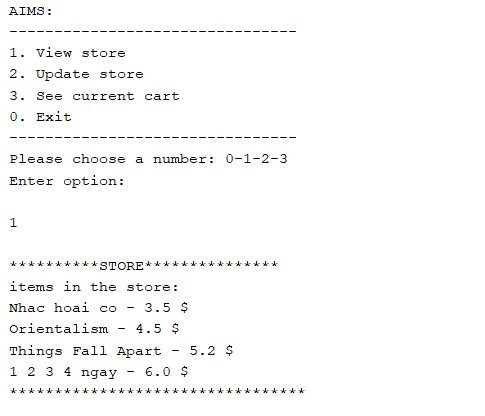 AIMS:
--------------------------------
1. View store
2. Update store
3. See current cart
0. Exit
--------------------------------
Please choose a number: 0-1-2-3
Enter option:
1
**********STORE***************
items in the store:
Nhac hoai co - 3.5 $
Orientalism - 4.5 $
Things Fall Apart - 5.2 $
1 2 3 4 ngay - 6.0 $
*********************************